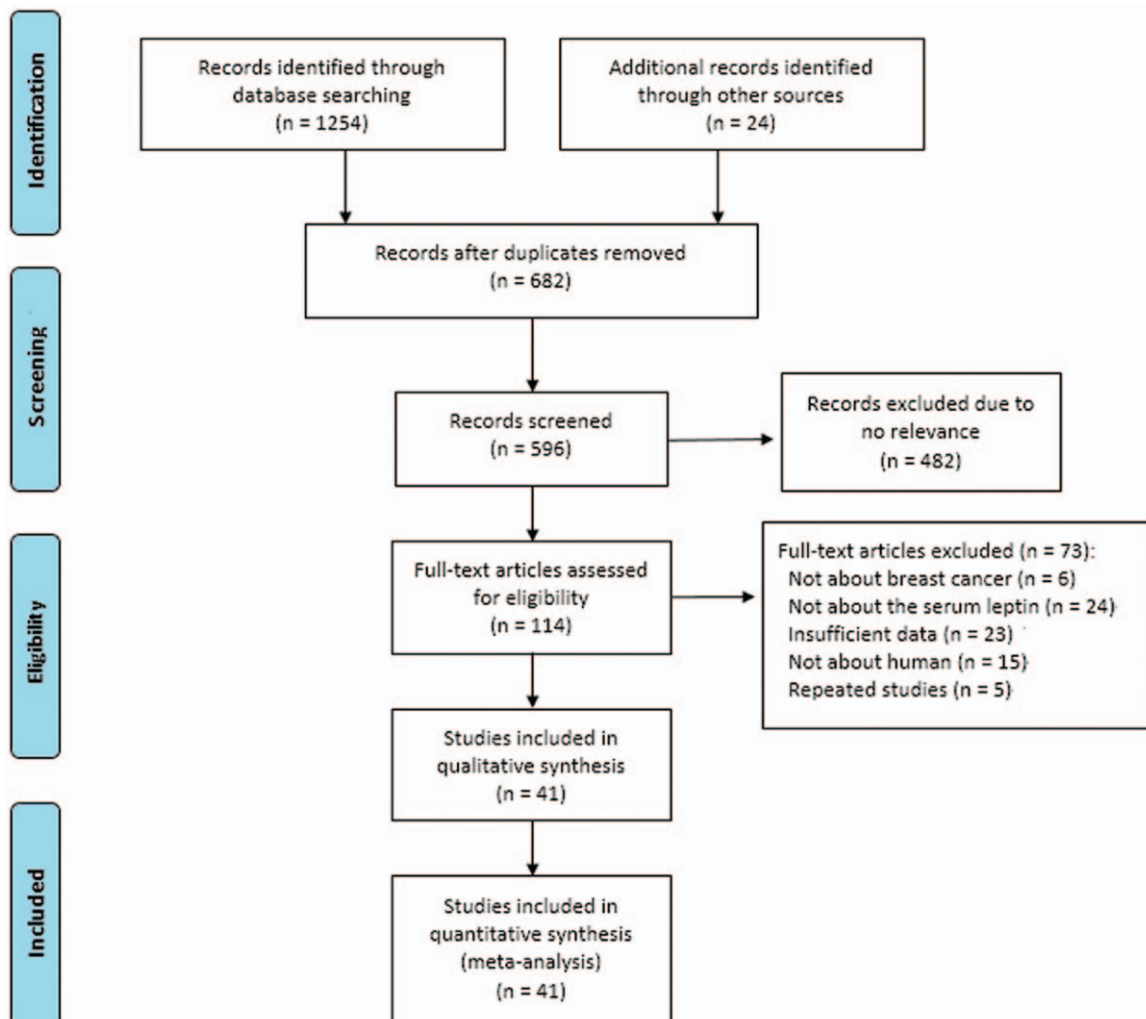 Identification
Records identified through
database searching
(n = 1254)
Additional records identified
through other sources
(n = 24)
Records after duplicates removed
(n = 682)
Screening
Records screened
(n = 596)
Records excluded due to
no relevance
(n = 482)
Eligibility
Full-text articles assessed
for eligibility
(n = 114)
Full-text articles excluded (n = 73):
Not about breast cancer (n = 6)
Not about the serum leptin (n = 24)
Insufficient data (n = 23)
Not about human (n = 15)
Repeated studies (n = 5)
Studies included in
qualitative synthesis
(n = 41)
Included
Studies included in
quantitative synthesis
(meta-analysis)
(n = 41)